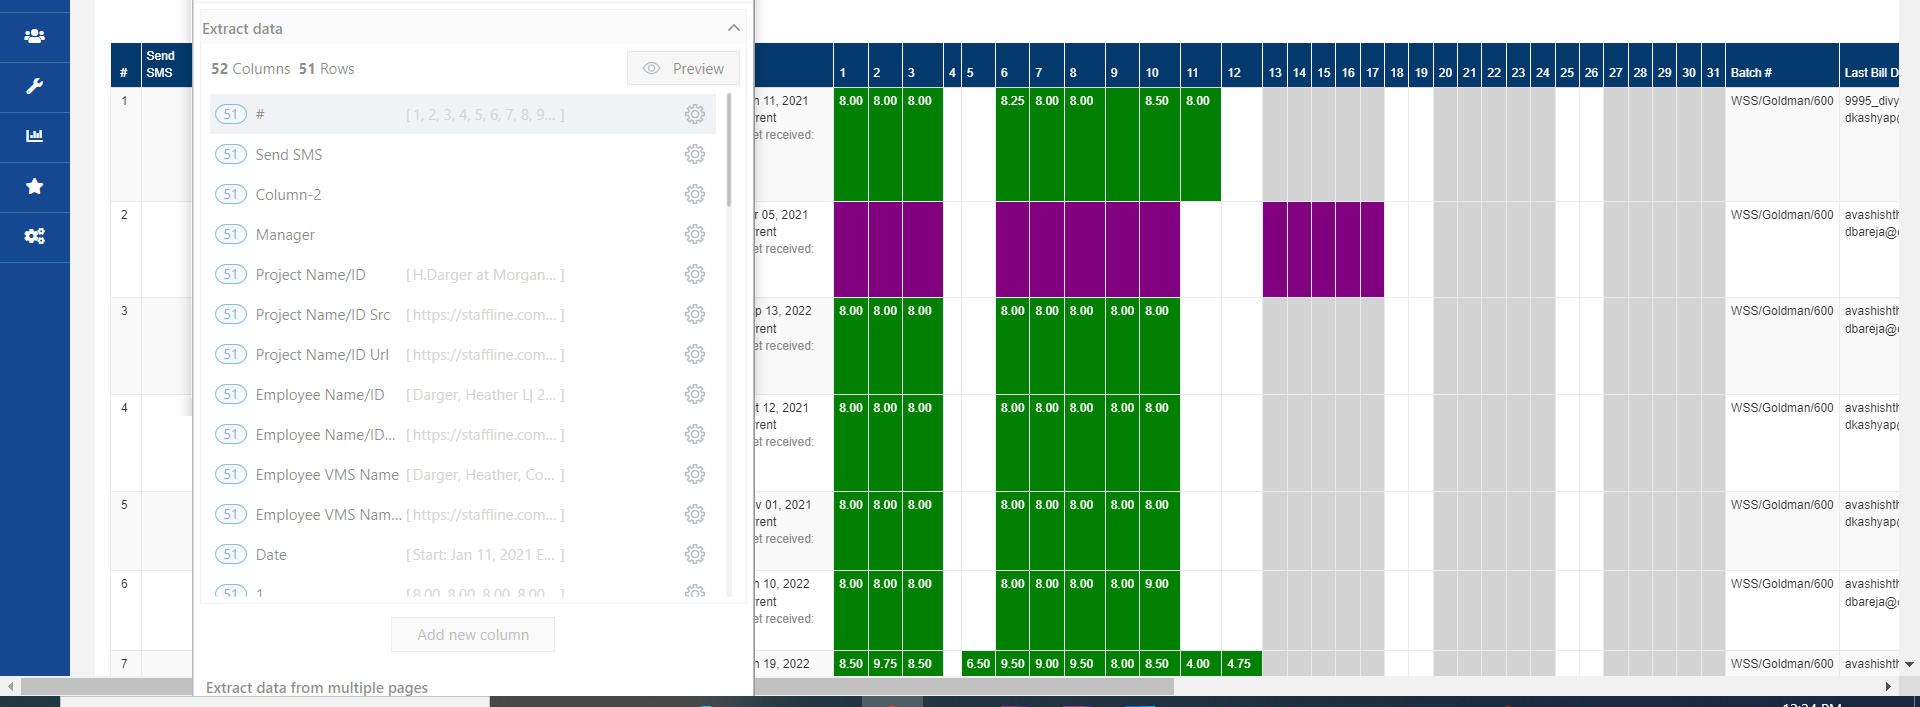 Extract data
52 Columns 51 Rows
Preview
51 # [ 1, 2, 3, 4, 5, 6, 7, 8, 9... ]
51 Send SMS
51 Column-2
51 Manager
51 Project Name/ID [ H.Darger at Morgan... ]
51 Project Name/ID Src [ https://staffline.com... ]
51 Project Name/ID Url [ https://staffline.com... ]
51 Employee Name/ID [ Darger, Heather L| 2... ]
51 Employee Name/ID... [ https://staffline.com... ]
51 Employee VMS Name [ Darger, Heather, Co... ]
51 Employee VMS Nam... [ https://staffline.com... ]
51 Date [ Start: Jan 11, 2021 E... ]
51 1 [ 8.00, 8.00, 8.00, 8.00, ... ]
Add new column
Extract data from multiple pages
# Send SMS 1 2 3 4 5 6 7 8 9 10 11 12 13 14 15 16 17 18 19 20 21 22 23 24 25 26 27 28 29 30 31 Batch # Last Bill D
1 n 11, 2021 8.00 8.00 8.00 8.25 8.00 8.00 8.50 8.00 WSS/Goldman/600 9995_divy
rent dkashyap@
et received:
2 r 05, 2021 WSS/Goldman/600 avashishth
rent dbareja@
et received:
3 p 13, 2022 8.00 8.00 8.00 8.00 8.00 8.00 8.00 8.00 WSS/Goldman/600 avashishth
rent dbareja@
et received:
4 t 12, 2021 8.00 8.00 8.00 8.00 8.00 8.00 8.00 8.00 WSS/Goldman/600 avashishth
rent dkashyap@
et received:
5 v 01, 2021 8.00 8.00 8.00 8.00 8.00 8.00 8.00 8.00 WSS/Goldman/600 avashishth
rent dkashyap@
et received:
6 n 10, 2022 8.00 8.00 8.00 8.00 8.00 8.00 8.00 9.00 WSS/Goldman/600 avashishth
rent dbareja@
et received:
7 n 19, 2022 8.50 9.75 8.50 6.50 9.50 9.00 9.50 8.00 8.50 4.00 4.75 WSS/Goldman/600 avashishth